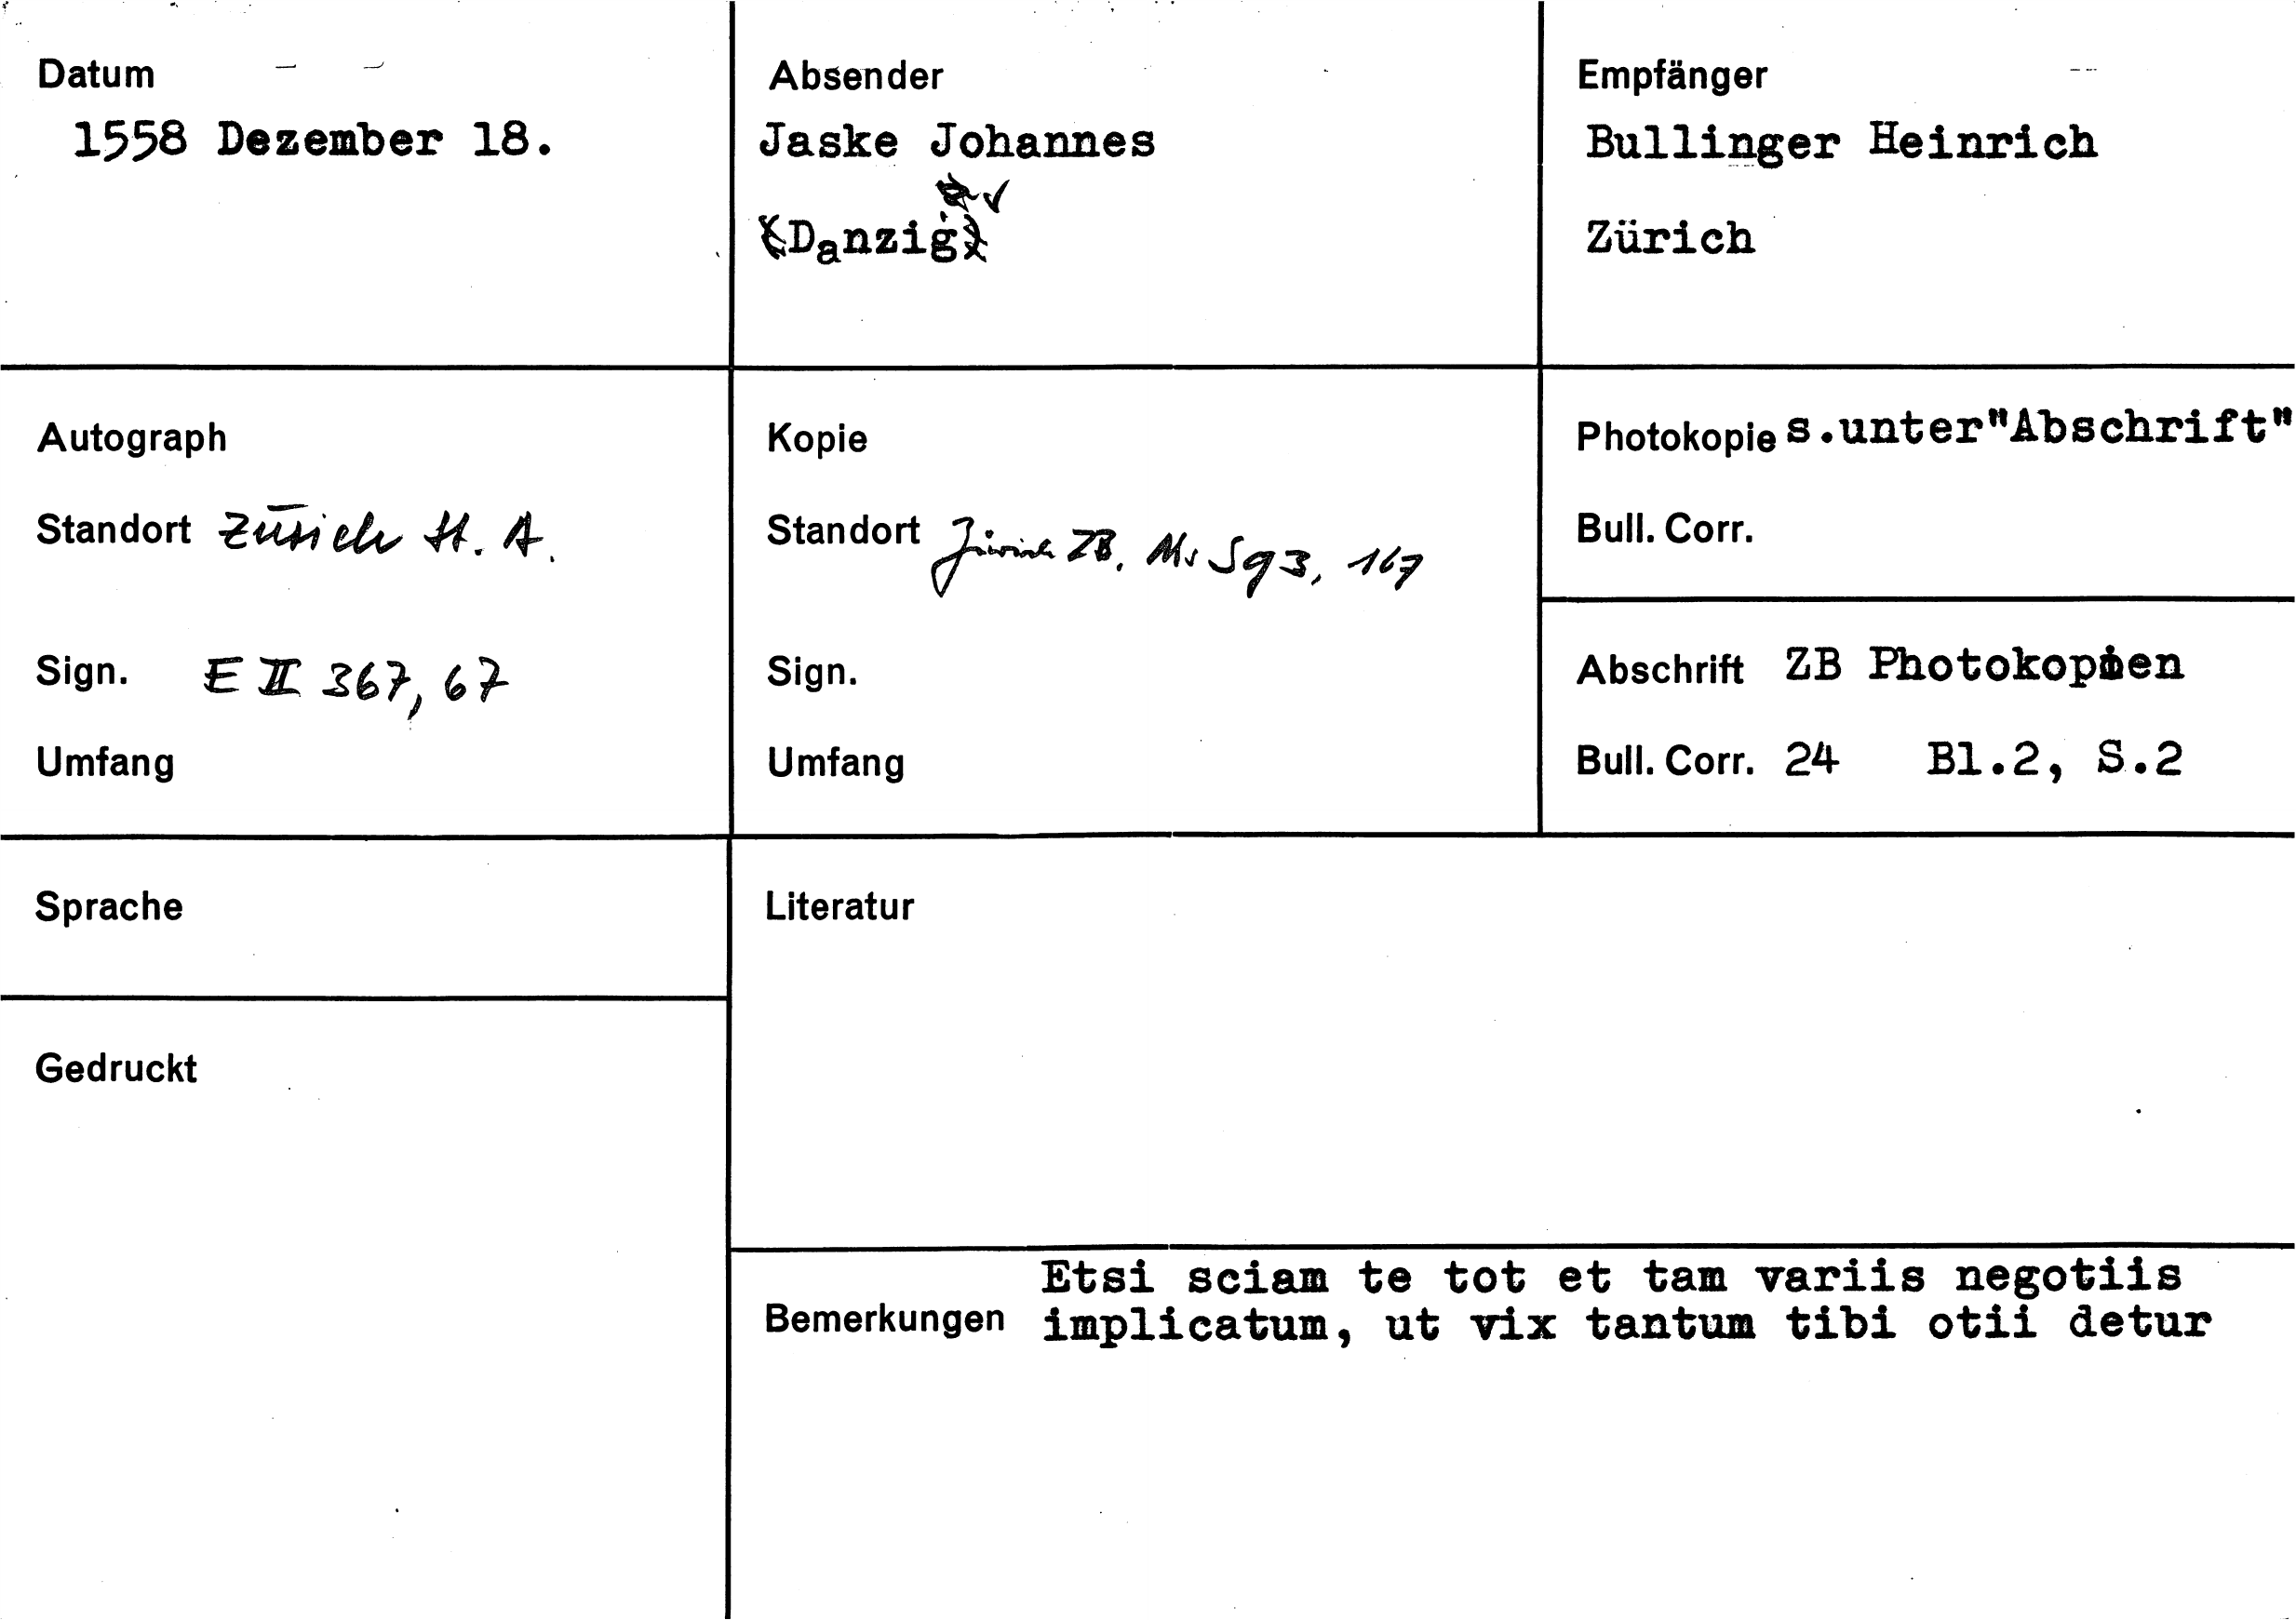 Datum
1558 Dezember 18.
Absender
Jaske Johannes
(Danzig)
Empfänger
Bullinger Heinrich
Zürich
Autograph
Standort Zürich St. A.
Sign. E II 367, 67
Umfang
Kopie
Standort Zürich ZB, Ms S 93, 167
Sign.
Umfang
Photokopie s.unter"Abschrift"
Bull. Corr.
Abschrift ZB Photokopien
Bull. Corr. 24 Bl.2, S.2
Sprache
Gedruckt
Literatur
Bemerkungen
Etsi sciam te tot et tam variis negotiis
implicatum, ut vix tantum tibi otii detur